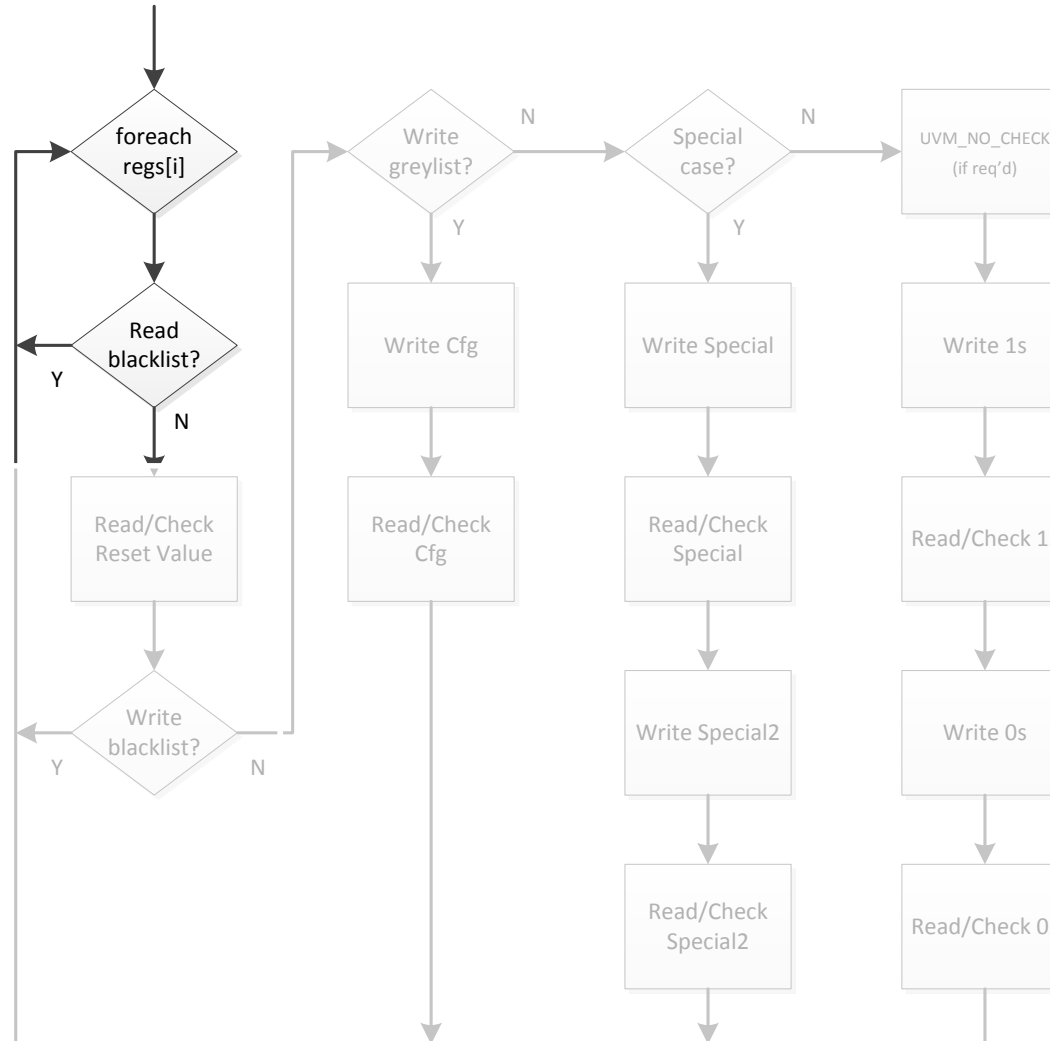 foreach
regs[i]
Read
blacklist?
Y
N
Read/Check
Reset Value
Write
blacklist?
Y
N
Write
greylist?
N
Y
Write Cfg
Read/Check
Cfg
Special
case?
N
Y
Write Special
Read/Check
Special
Write Special2
Read/Check
Special2
UVM_NO_CHECK
(if req'd)
Write 1s
Read/Check 1
Write 0s
Read/Check 0